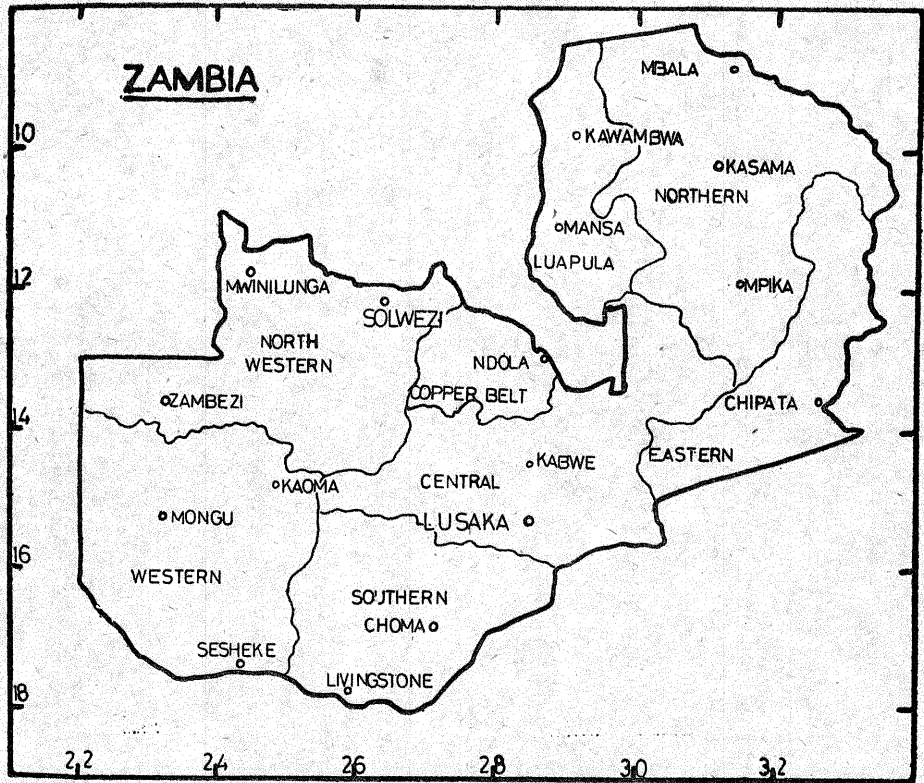 ZAMBIA
MBALA
10
KAWAMBWA
KASAMA
NORTHERN
MANSA
LUAPULA
12
MWINILUNGA
MPIKA
SOLWEZI
NORTH
WESTERN
NDOLA
COPPER BELT
ZAMBEZI
CHIPATA
14
EASTERN
KABWE
KAOMA
CENTRAL
MONGU
LUSAKA
16
WESTERN
SOUTHERN
CHOMA
SESHEKE
LIVINGSTONE
18
22 24 26 28 30 32